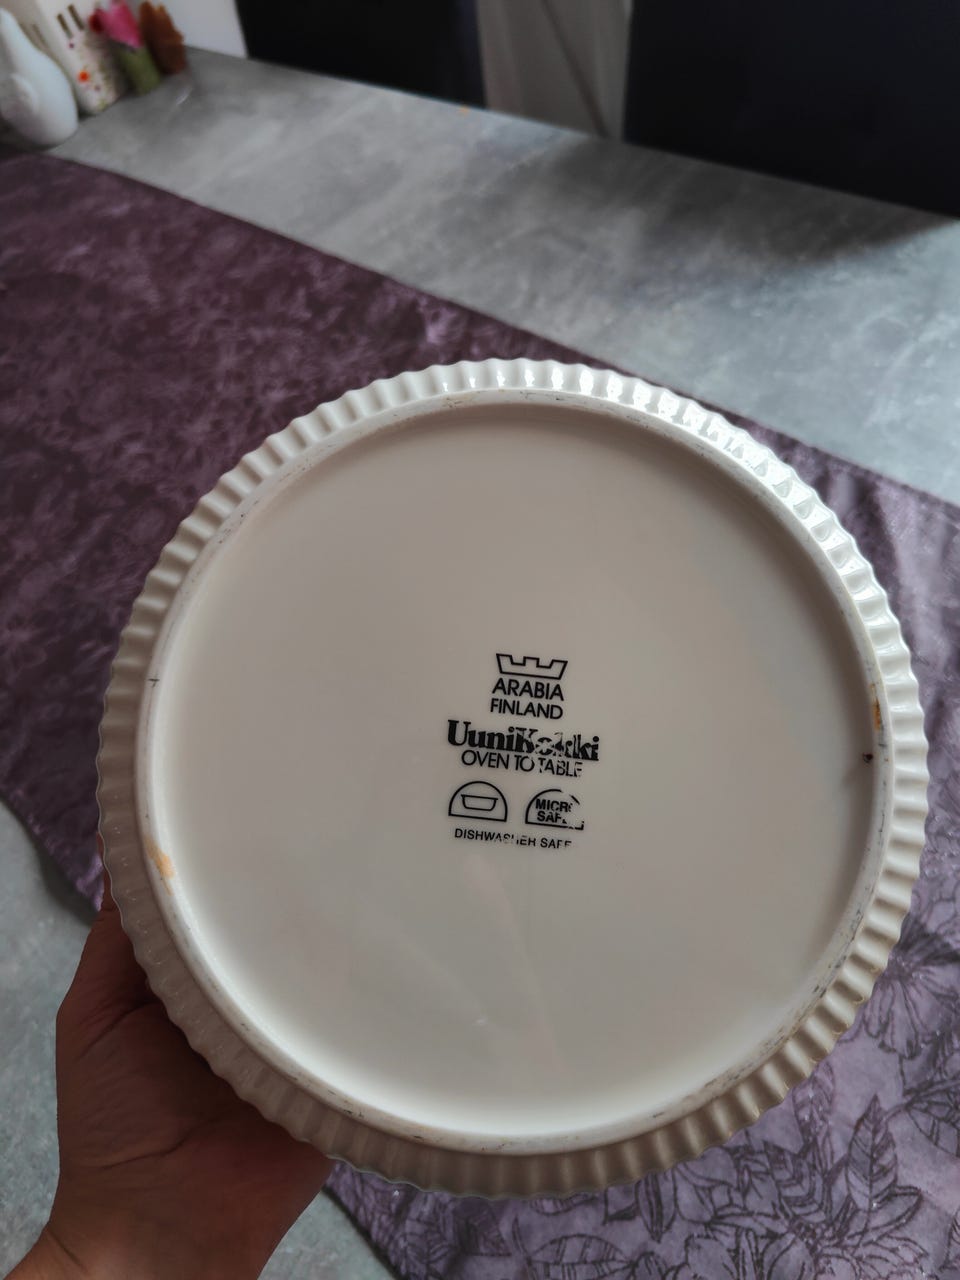 ARABIA
FINLAND
UuniKokki
OVEN TO TABLE
MICRO
SAFE
DISHWASHER SAFE